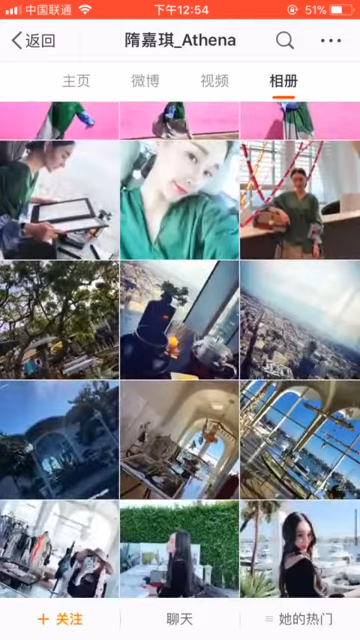 中国联通 下午12:54 51%
返回 隋嘉琪_Athena
主页 微博 视频 相册
+ 关注 聊天 她的热门